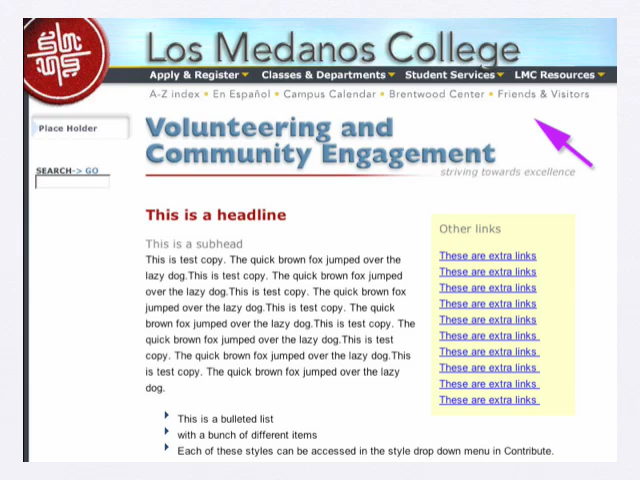 Los Medanos College
Apply & Register Classes & Departments Student Services LMC Resources
A-Z index • En Español • Campus Calendar • Brentwood Center • Friends & Visitors
Place Holder
SEARCH-> GO
Volunteering and
Community Engagement
striving towards excellence
This is a headline
This is a subhead
This is test copy. The quick brown fox jumped over the
lazy dog.This is test copy. The quick brown fox jumped
over the lazy dog.This is test copy. The quick brown fox
jumped over the lazy dog.This is test copy. The quick
brown fox jumped over the lazy dog.This is test copy. The
quick brown fox jumped over the lazy dog.This is test
copy. The quick brown fox jumped over the lazy dog.This
is test copy. The quick brown fox jumped over the lazy
dog.
This is a bulleted list
with a bunch of different items
Each of these styles can be accessed in the style drop down menu in Contribute.
Other links
These are extra links
These are extra links
These are extra links
These are extra links
These are extra links
These are extra links
These are extra links
These are extra links
These are extra links
These are extra links